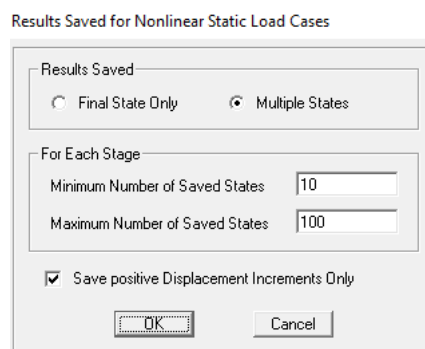 Results Saved for Nonlinear Static Load Cases
Results Saved
Final State Only Multiple States
For Each Stage
Minimum Number of Saved States 10
Maximum Number of Saved States 100
Save positive Displacement Increments Only
OK Cancel